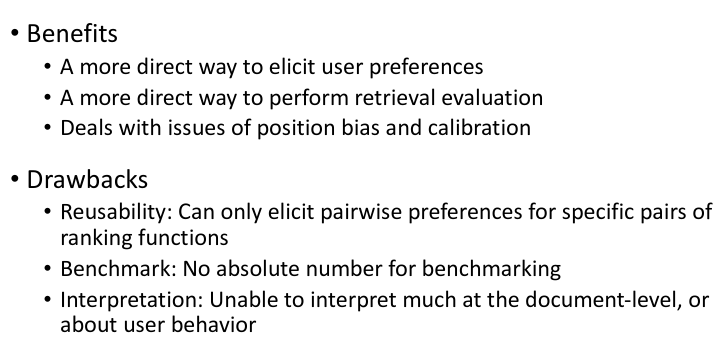 • Benefits
• A more direct way to elicit user preferences
• A more direct way to perform retrieval evaluation
• Deals with issues of position bias and calibration
• Drawbacks
• Reusability: Can only elicit pairwise preferences for specific pairs of
ranking functions
• Benchmark: No absolute number for benchmarking
• Interpretation: Unable to interpret much at the document-level, or
about user behavior